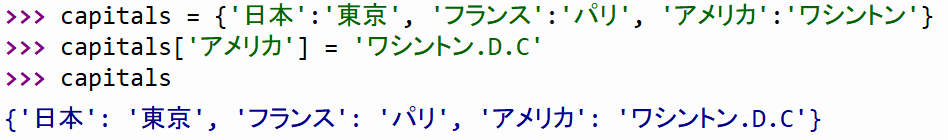 >>> capitals = {'日本':'東京', 'フランス':'パリ', 'アメリカ':'ワシントン'}
>>> capitals['アメリカ'] = 'ワシントン.D.C'
>>> capitals
{'日本': '東京', 'フランス': 'パリ', 'アメリカ': 'ワシントン.D.C'}